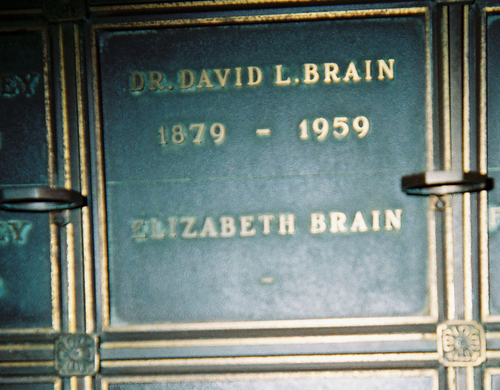 DR. DAVID L. BRAIN
1879 - 1959
ELIZABETH BRAIN
-